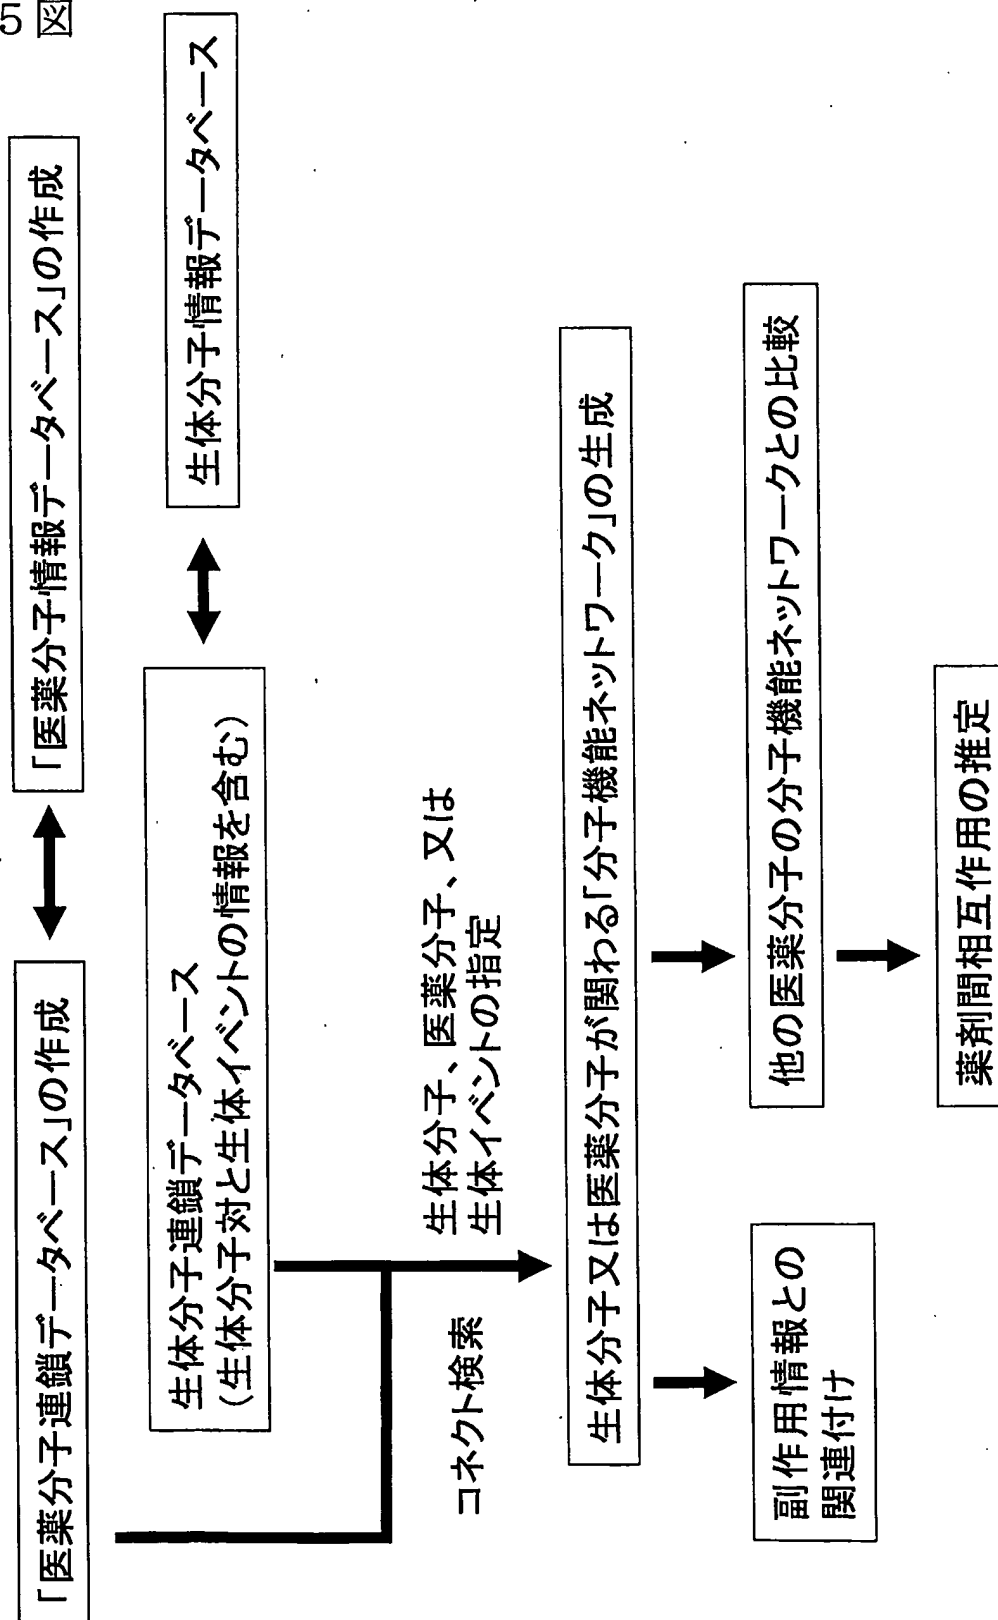 5図
「医薬分子連鎖データベース」の作成
「医薬分子情報データベース」の作成
生体分子連鎖データベース
（生体分子対と生体イベントの情報を含む）
生体分子情報データベース
コネクト検索
生体分子、医薬分子、又は
生体イベントの指定
生体分子又は医薬分子が関わる「分子機能ネットワーク」の生成
副作用情報との
関連付け
他の医薬分子の分子機能ネットワークとの比較
薬剤間相互作用の推定